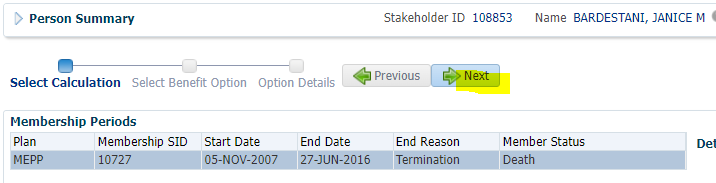 Person Summary Stakeholder ID 108853 Name BARDESTANI, JANICE M
Select Calculation Select Benefit Option Option Details Previous Next
Membership Periods
Plan Membership SID Start Date End Date End Reason Member Status
MEPP 10727 05-NOV-2007 27-JUN-2016 Termination Death
Det